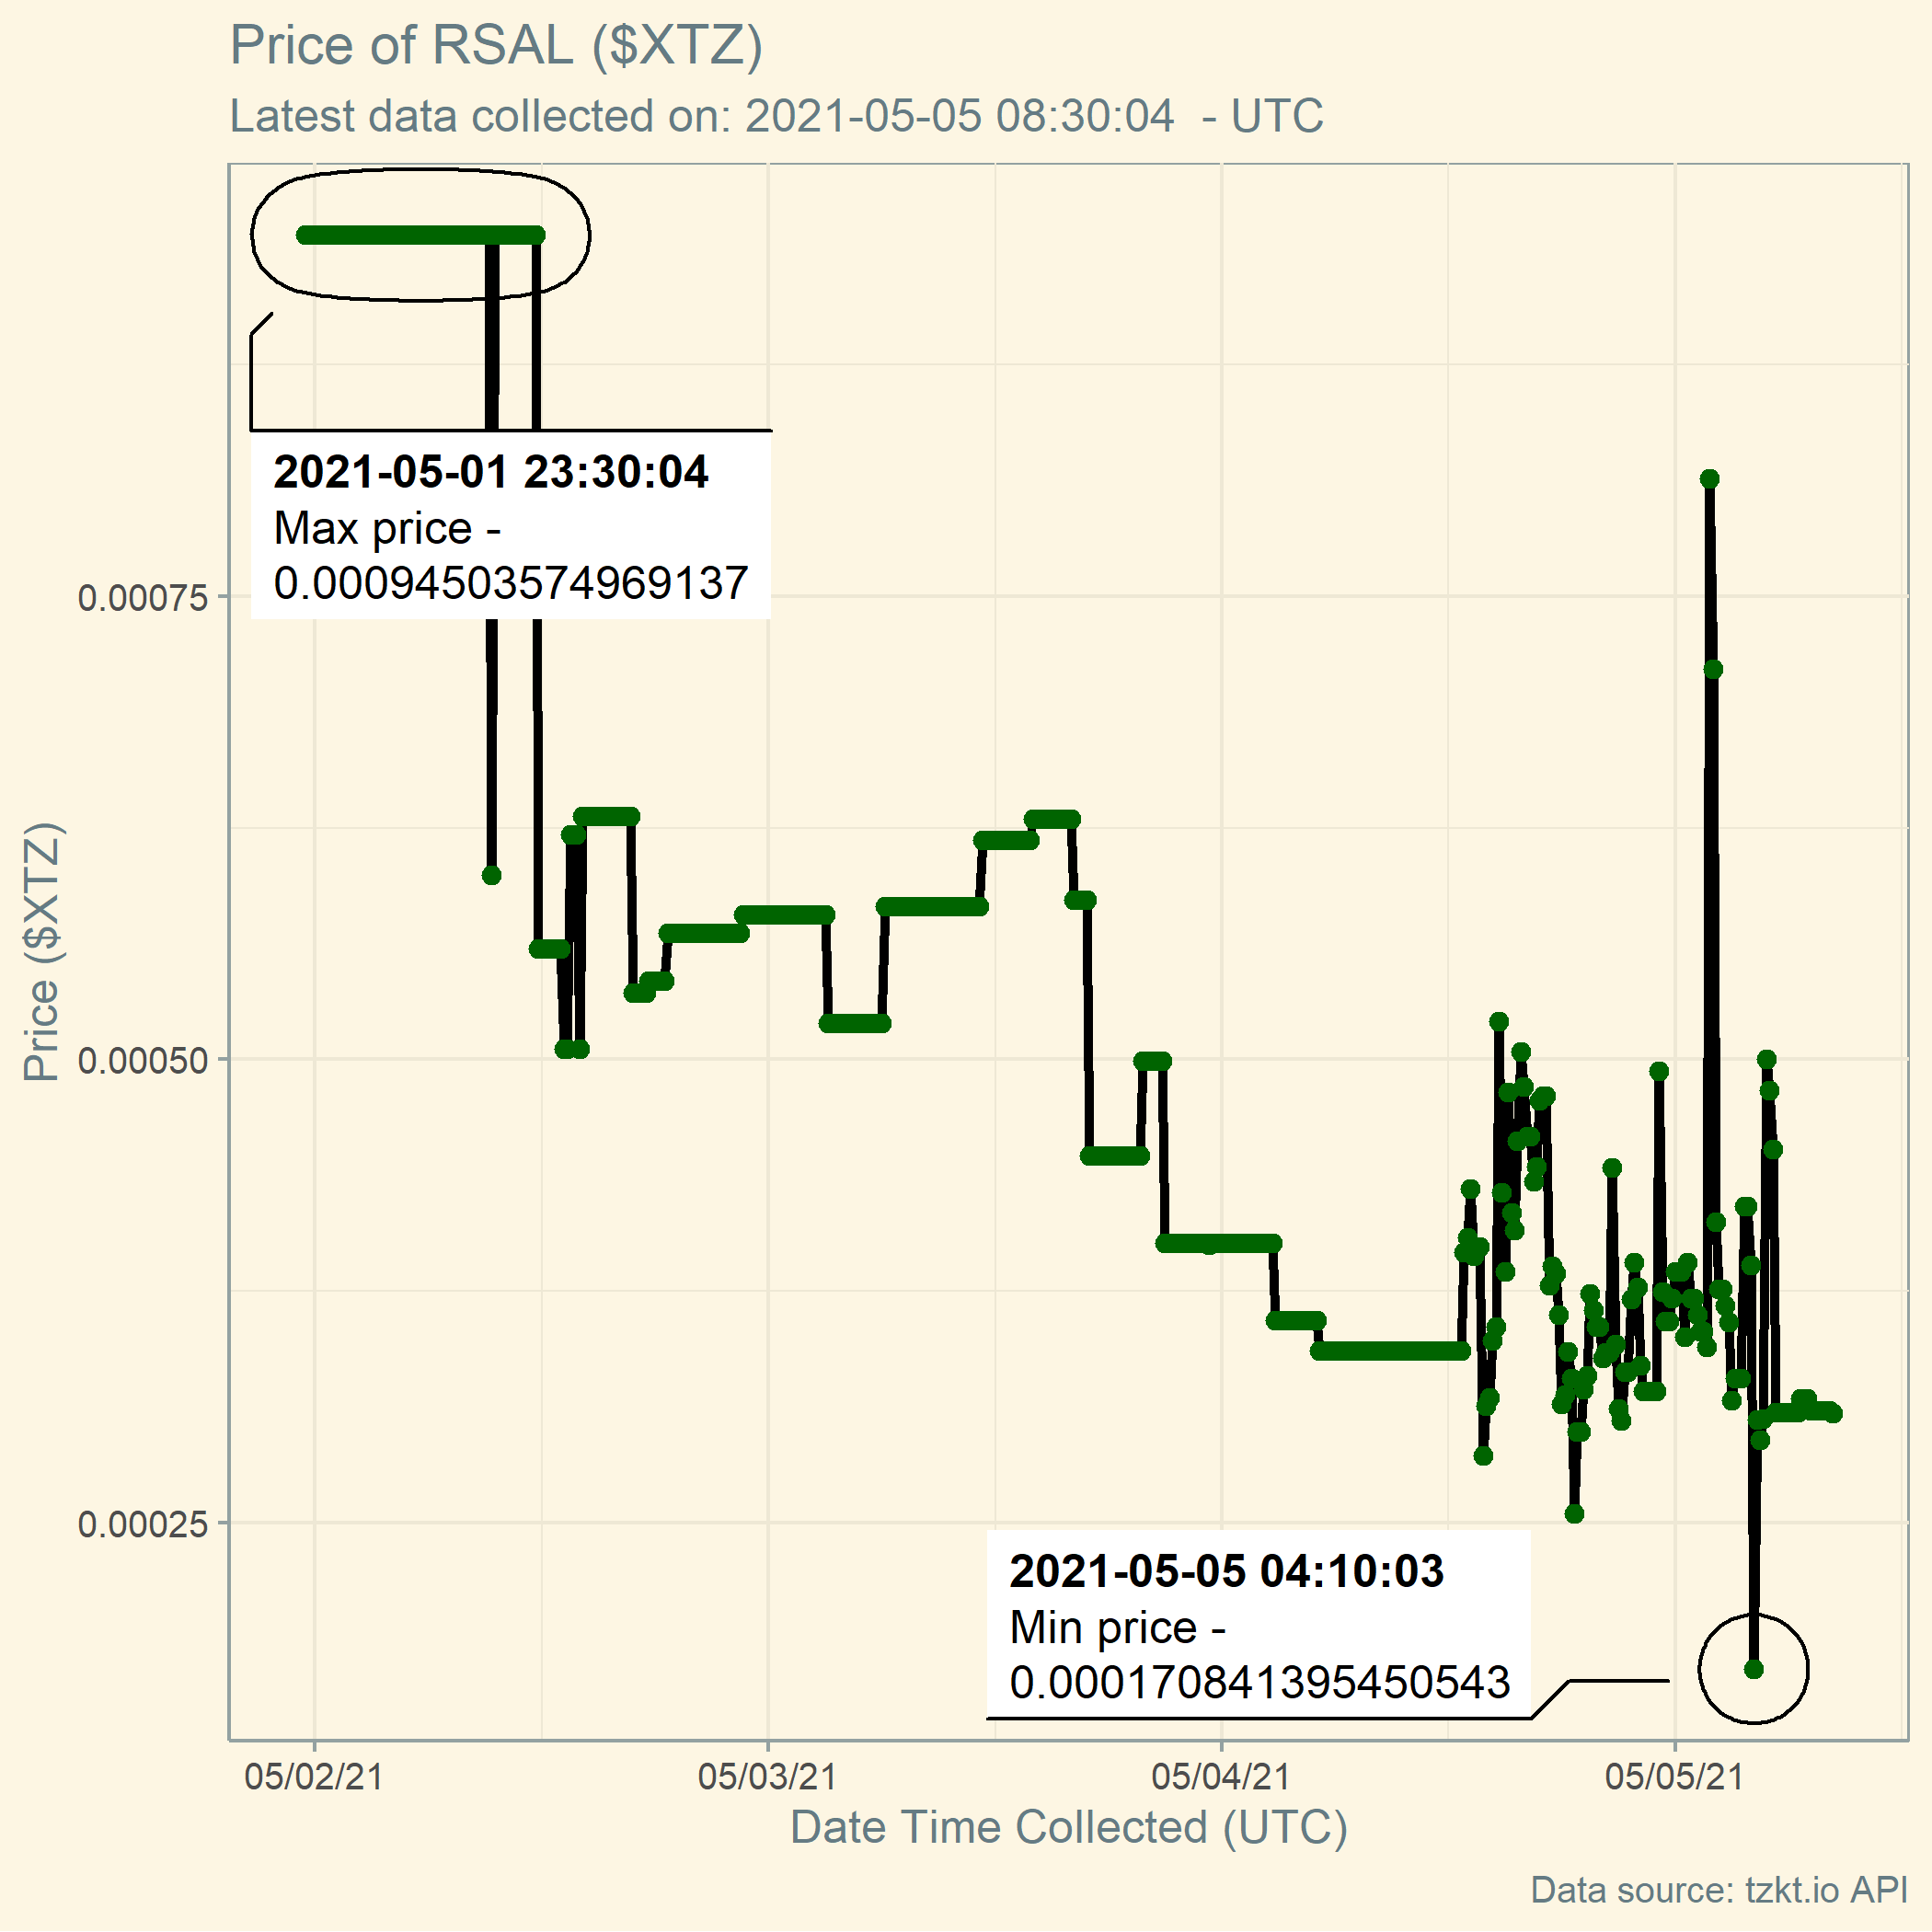 Price of RSAL ($XTZ)
Latest data collected on: 2021-05-05 08:30:04  - UTC
2021-05-01 23:30:04
Max price -
0.00094503574969137
0.00075
Price ($XTZ)
0.00050
0.00025
2021-05-05 04:10:03
Min price -
0.000170841395450543
05/02/21
05/03/21
05/04/21
05/05/21
Date Time Collected (UTC)
Data source: tzkt.io API